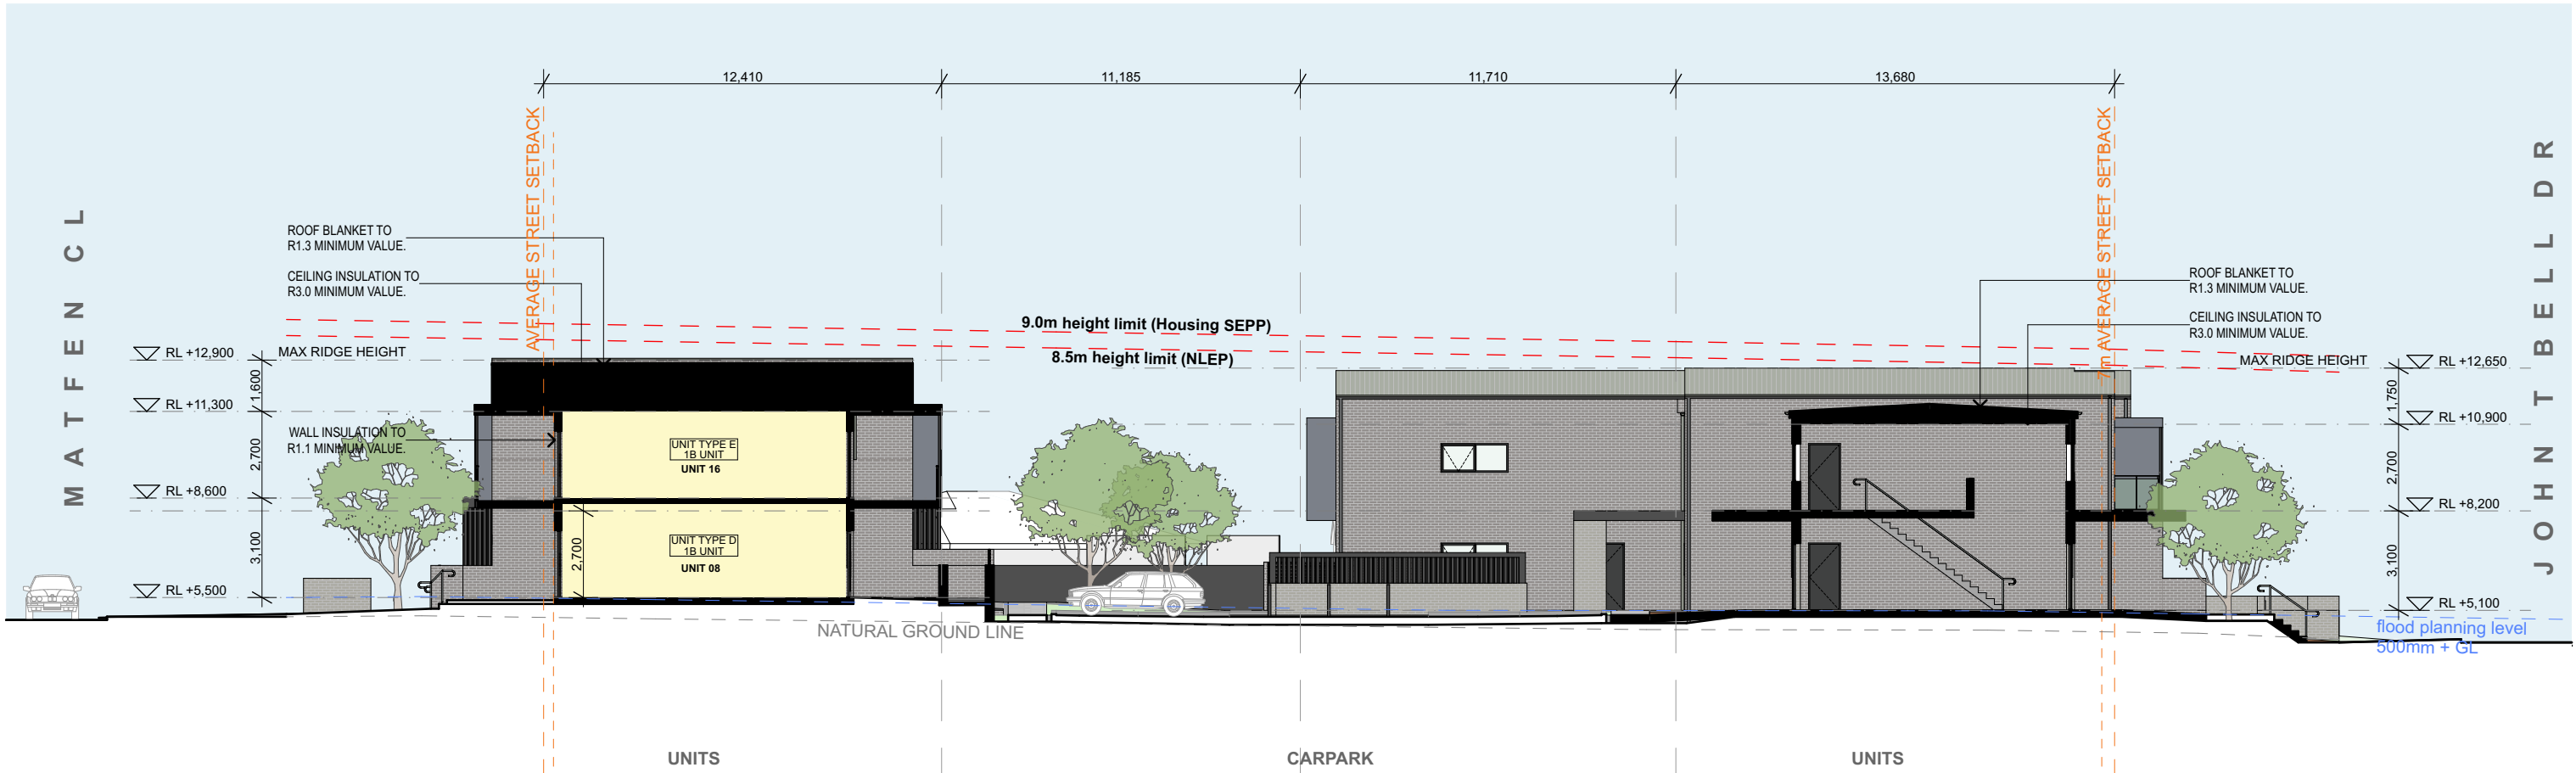 12,410
11,185
11,710
13,680
MATFEN CL
AVERAGE STREET SETBACK
7m AVERAGE STREET SETBACK
JOHN T BELL DR
ROOF BLANKET TO
R1.3 MINIMUM VALUE.
CEILING INSULATION TO
R3.0 MINIMUM VALUE.
WALL INSULATION TO
R1.1 MINIMUM VALUE.
9.0m height limit (Housing SEPP)
8.5m height limit (NLEP)
ROOF BLANKET TO
R1.3 MINIMUM VALUE.
CEILING INSULATION TO
R3.0 MINIMUM VALUE.
RL +12,900
MAX RIDGE HEIGHT
1,600
RL +11,300
2,700
RL +8,600
3,100
RL +5,500
UNIT TYPE E
1B UNIT
UNIT 16
2,700
UNIT TYPE D
1B UNIT
UNIT 08
MAX RIDGE HEIGHT
RL +12,650
1,750
RL +10,900
2,700
RL +8,200
3,100
RL +5,100
NATURAL GROUND LINE
flood planning level
500mm + GL
UNITS
CARPARK
UNITS